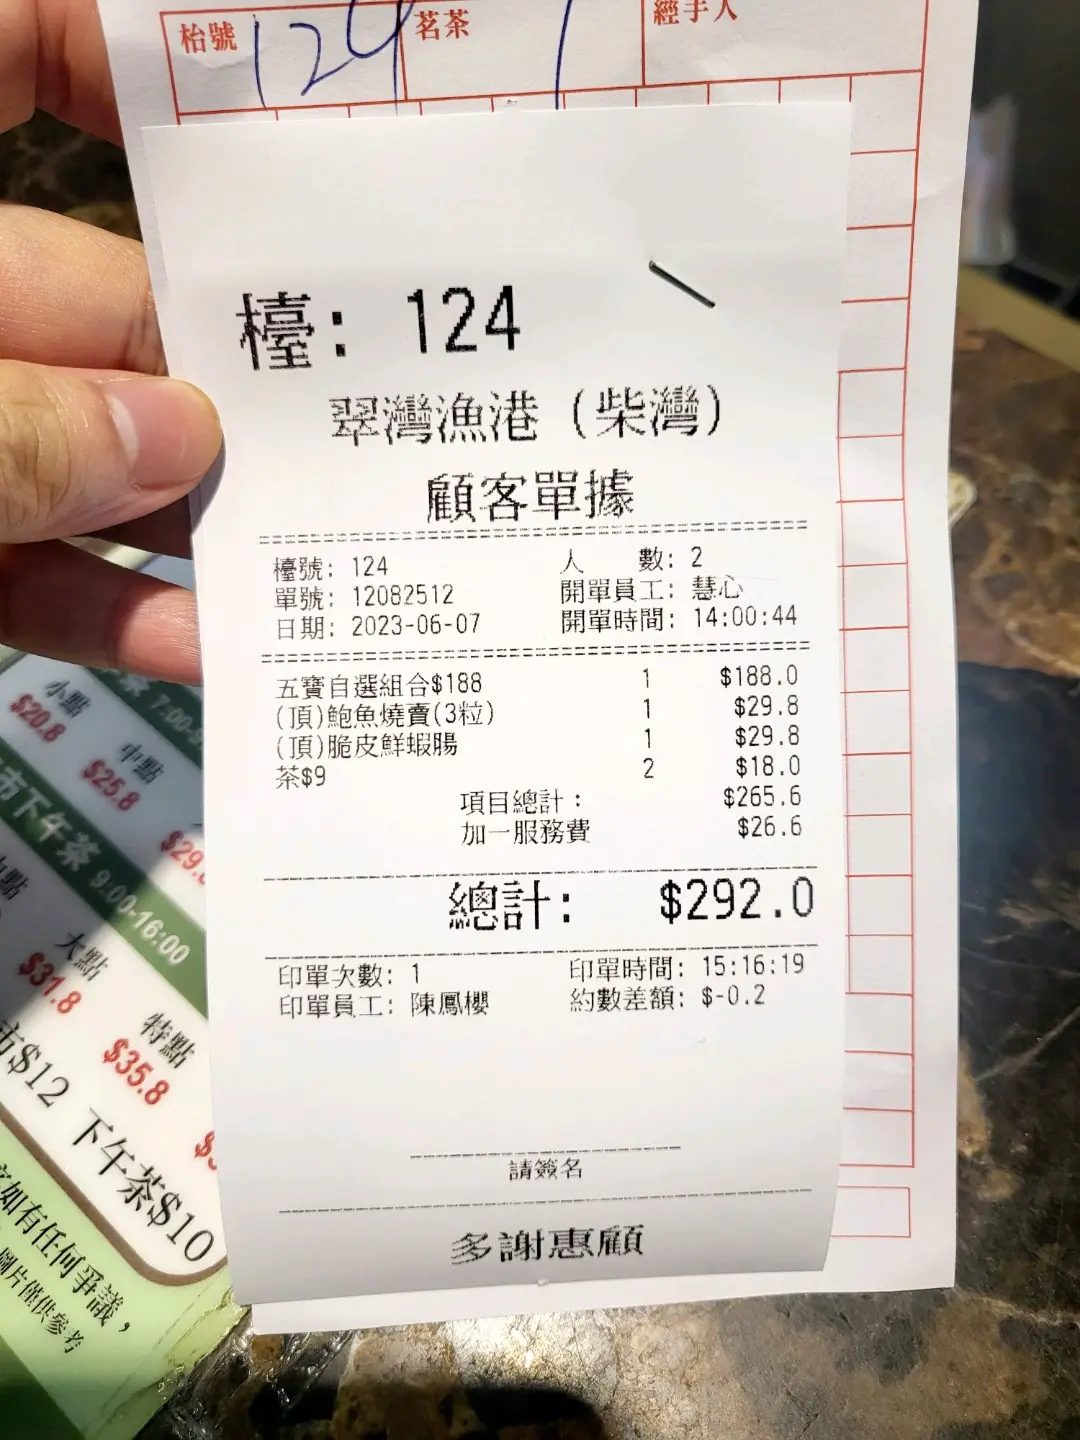 枱號 124 茗茶 1 經手人
檯: 124
翠灣漁港 (柴灣)
顧客單據
檯號: 124 人 數: 2
單號: 12082512 開單員工: 慧心
日期: 2023-06-07 開單時間: 14:00:44
五寶自選組合$188 1 $188.0
(頂)鮑魚燒賣(3粒) 1 $29.8
(頂)脆皮鮮蝦腸 1 $29.8
茶$9 2 $18.0
項目總計: $265.6
加一服務費 $26.6
總計: $292.0
印單次數: 1 印單時間: 15:16:19
印單員工: 陳鳳櫻 約數差額: $-0.2
請簽名
多謝惠顧
小點
$20.8
中點
$25.8
市下午茶 9:00-16:00
大點
$31.8
特點
$35.8
市$12 下午茶$10
如有任何爭議，
圖片僅供參考